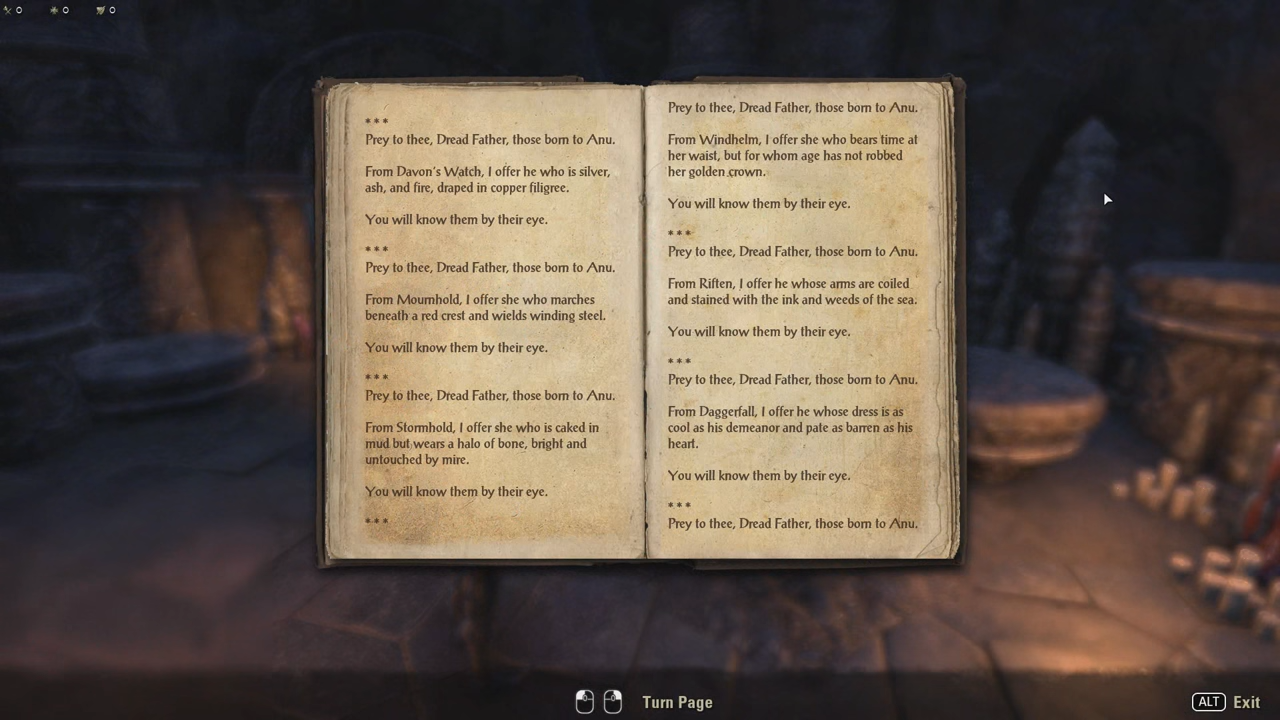 0 0 0
* * *
Prey to thee, Dread Father, those born to Anu.
From Davon's Watch, I offer he who is silver,
ash, and fire, draped in copper filigree.
You will know them by their eye.
* * *
Prey to thee, Dread Father, those born to Anu.
From Mournhold, I offer she who marches
beneath a red crest and wields winding steel.
You will know them by their eye.
* * *
Prey to thee, Dread Father, those born to Anu.
From Stormhold, I offer she who is caked in
mud but wears a halo of bone, bright and
untouched by mire.
You will know them by their eye.
* * *
Prey to thee, Dread Father, those born to Anu.
From Windhelm, I offer she who bears time at
her waist, but for whom age has not robbed
her golden crown.
You will know them by their eye.
* * *
Prey to thee, Dread Father, those born to Anu.
From Riften, I offer he whose arms are coiled
and stained with the ink and weeds of the sea.
You will know them by their eye.
* * *
Prey to thee, Dread Father, those born to Anu.
From Daggerfall, I offer he whose dress is as
cool as his demeanor and pate as barren as his
heart.
You will know them by their eye.
* * *
Prey to thee, Dread Father, those born to Anu.
Turn Page
ALT Exit